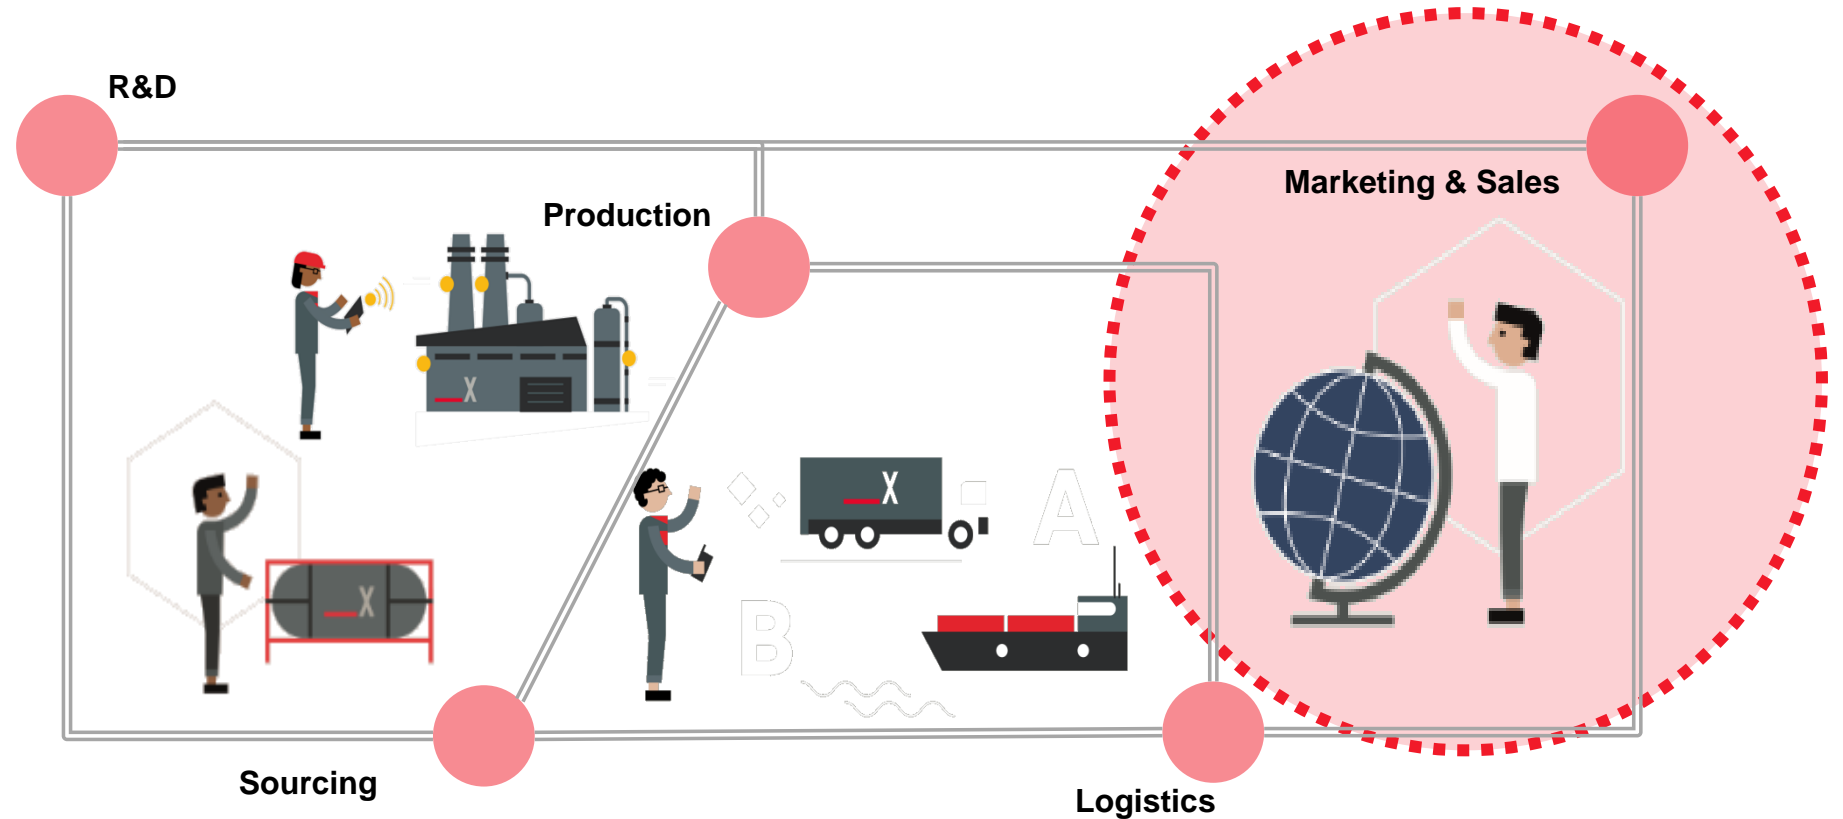 R&D
Production
Marketing & Sales
X
X
A
X
B
Sourcing
Logistics